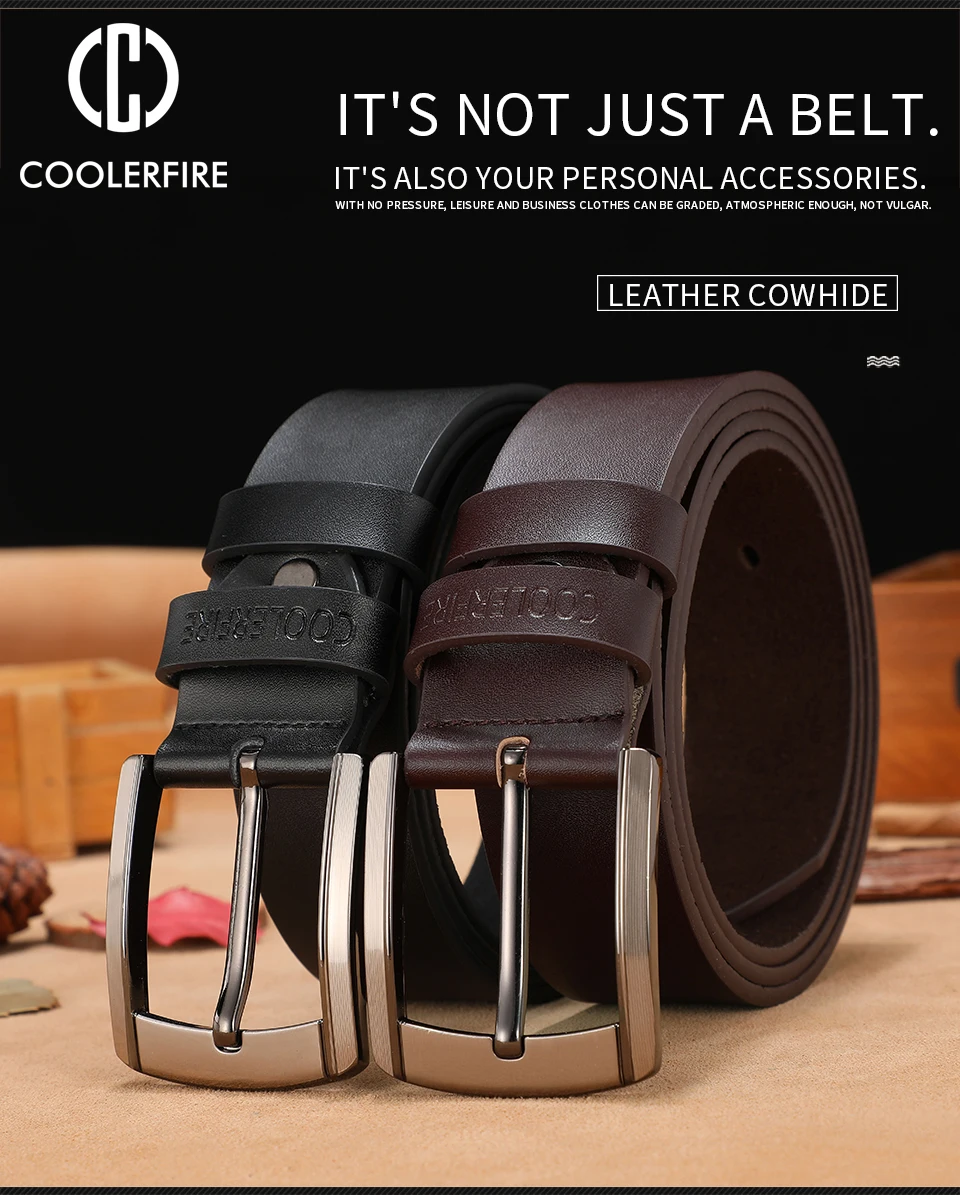 COOLERFIRE
IT'S NOT JUST A BELT.
IT'S ALSO YOUR PERSONAL ACCESSORIES.
WITH NO PRESSURE, LEISURE AND BUSINESS CLOTHES CAN BE GRADED, ATMOSPHERIC ENOUGH, NOT VULGAR.
LEATHER COWHIDE
COOLERFIRE
COOLERFIRE